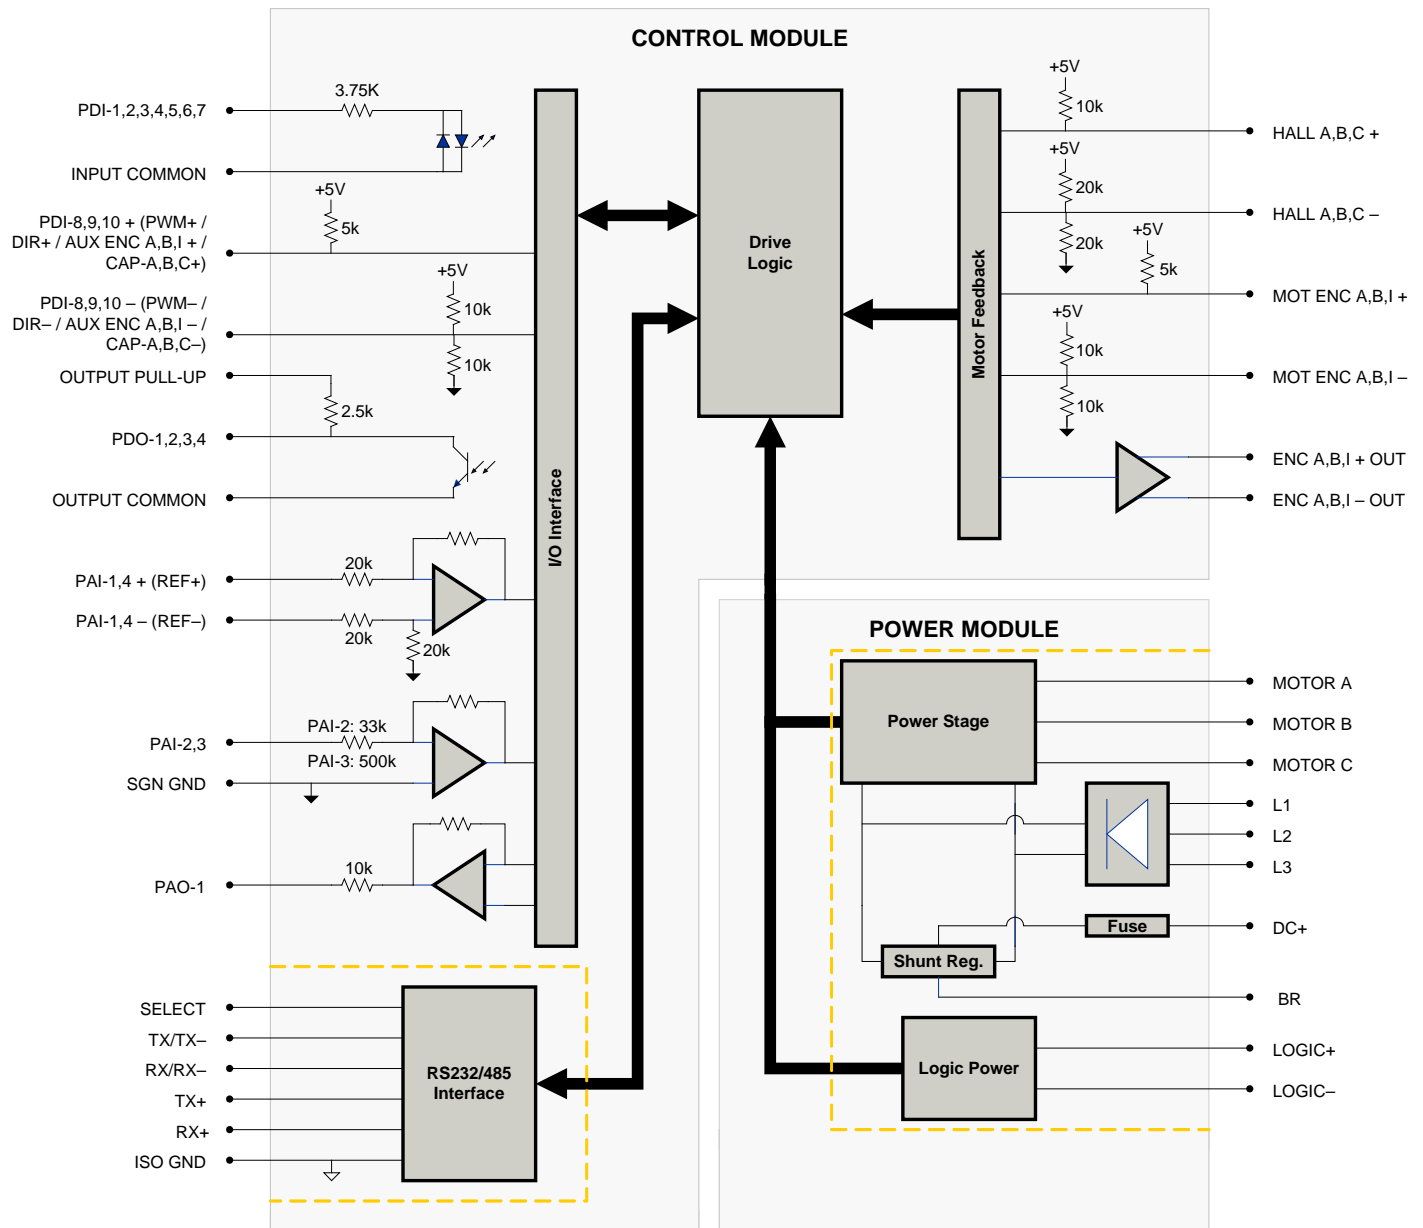 CONTROL MODULE
PDI-1,2,3,4,5,6,7
3.75K
INPUT COMMON
+5V
5k
PDI-8,9,10 + (PWM+ /
DIR+ / AUX ENC A,B,I + /
CAP-A,B,C+)
+5V
10k
10k
PDI-8,9,10 – (PWM– /
DIR– / AUX ENC A,B,I – /
CAP-A,B,C–)
OUTPUT PULL-UP
2.5k
PDO-1,2,3,4
OUTPUT COMMON
PAI-1,4 + (REF+)
20k
PAI-1,4 – (REF–)
20k
20k
PAI-2,3
PAI-2: 33k
PAI-3: 500k
SGN GND
PAO-1
10k
I/O Interface
Drive
Logic
Motor Feedback
+5V
10k
HALL A,B,C +
+5V
20k
HALL A,B,C –
20k
+5V
5k
MOT ENC A,B,I +
+5V
10k
MOT ENC A,B,I –
10k
ENC A,B,I + OUT
ENC A,B,I – OUT
SELECT
TX/TX–
RX/RX–
TX+
RX+
ISO GND
RS232/485
Interface
POWER MODULE
Power Stage
MOTOR A
MOTOR B
MOTOR C
L1
L2
L3
Fuse
DC+
Shunt Reg.
BR
Logic Power
LOGIC+
LOGIC–